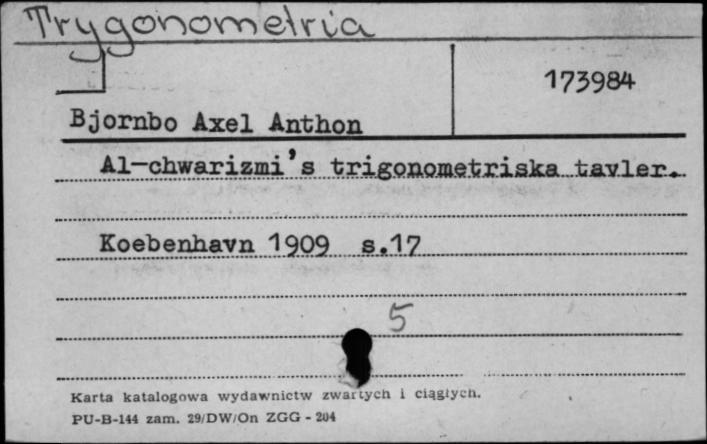 Trygonometria
173984
Bjornbo Axel Anthon
Al-chwarizmi's trigonometriska tavler.
Koebenhavn 1909 s.17
5
Karta katalogowa wydawnictw zwartych i ciągłych.
PU-B-144 zam. 29/DW/On ZGG - 204